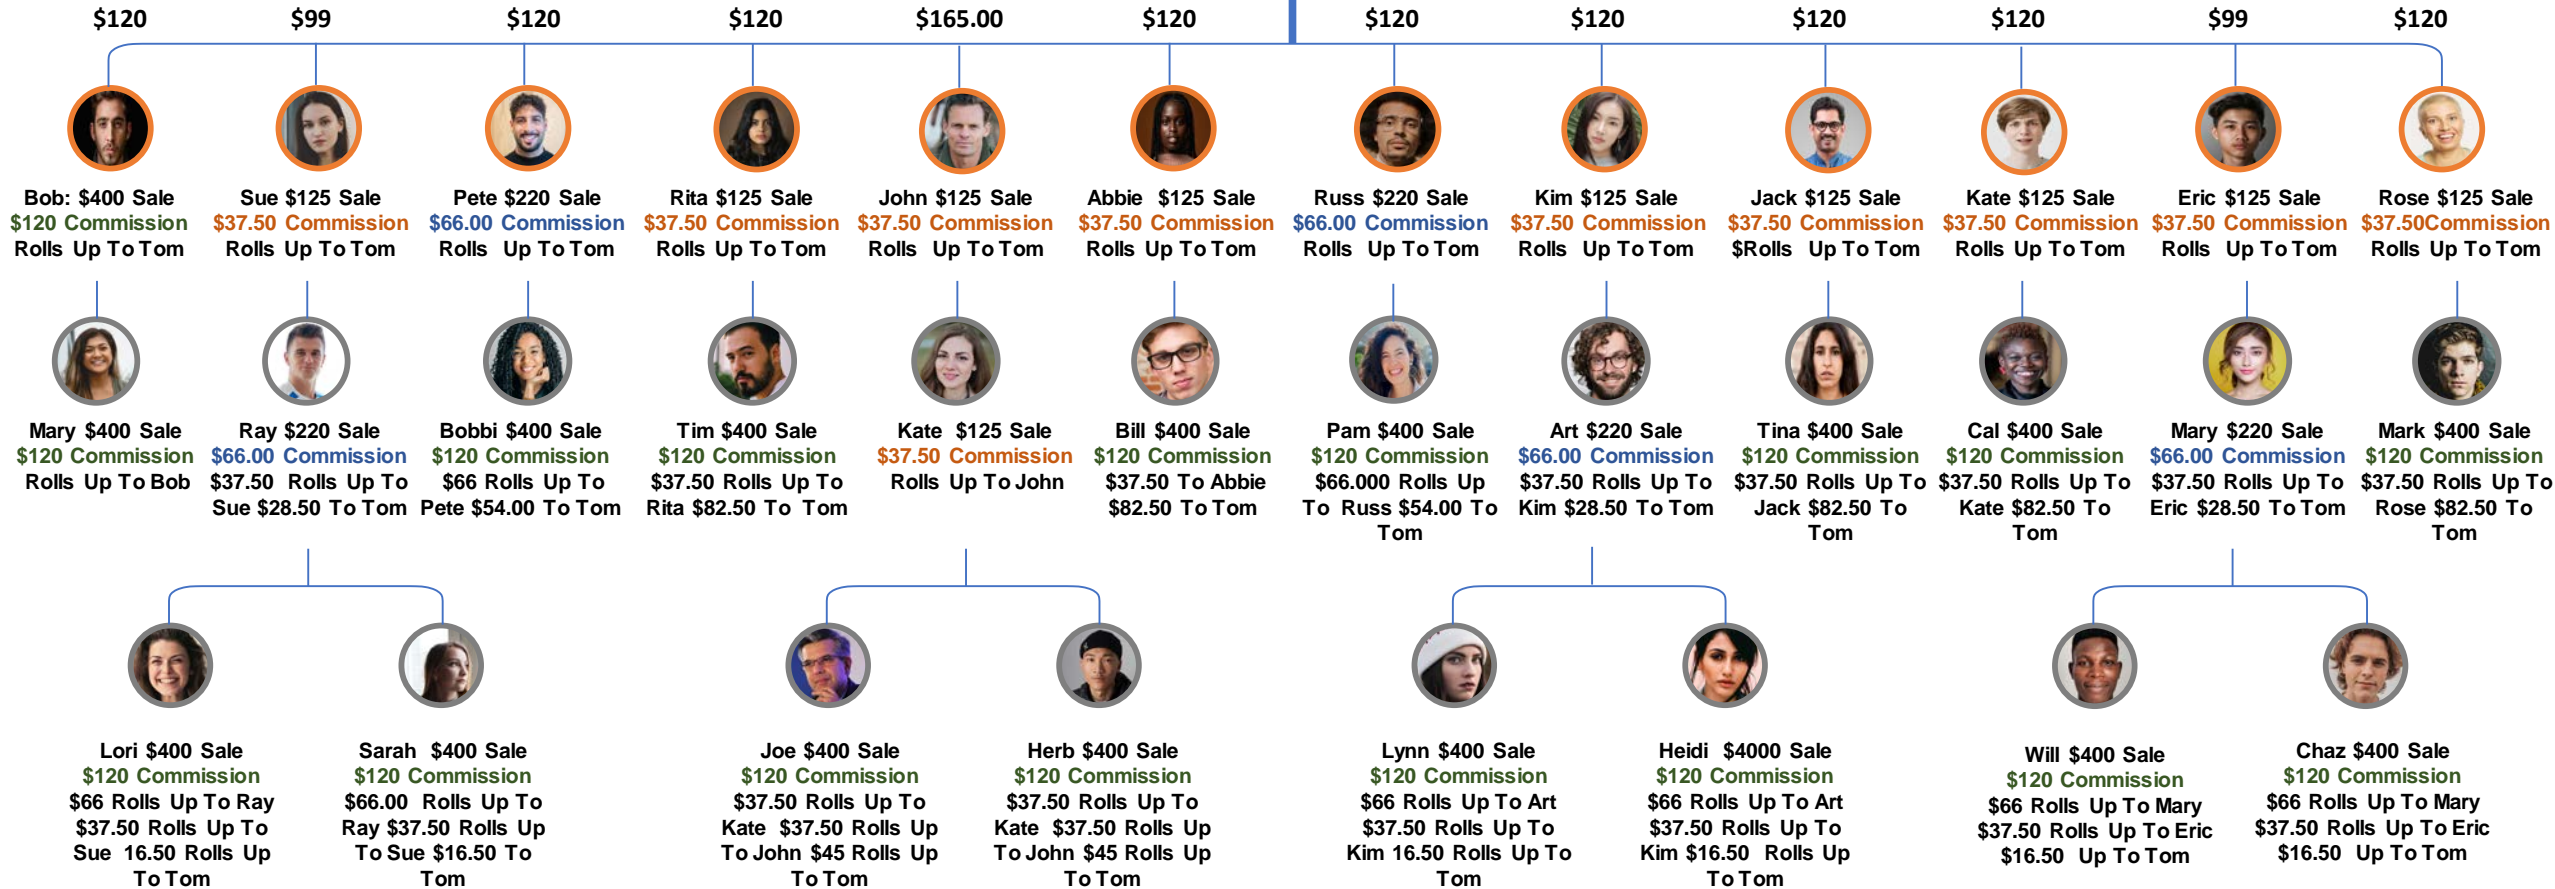 $120
$99
$120
$120
$165.00
$120
$120
$120
$120
$120
$99
$120
Bob: $400 Sale
$120 Commission
Rolls Up To Tom
Sue $125 Sale
$37.50 Commission
Rolls Up To Tom
Pete $220 Sale
$66.00 Commission
Rolls Up To Tom
Rita $125 Sale
$37.50 Commission
Rolls Up To Tom
John $125 Sale
$37.50 Commission
Rolls Up To Tom
Abbie $125 Sale
$37.50 Commission
Rolls Up To Tom
Russ $220 Sale
$66.00 Commission
Rolls Up To Tom
Kim $125 Sale
$37.50 Commission
Rolls Up To Tom
Jack $125 Sale
$37.50 Commission
$Rolls Up To Tom
Kate $125 Sale
$37.50 Commission
Rolls Up To Tom
Eric $125 Sale
$37.50 Commission
Rolls Up To Tom
Rose $125 Sale
$37.50Commission
Rolls Up To Tom
Mary $400 Sale
$120 Commission
Rolls Up To Bob
Ray $220 Sale
$66.00 Commission
$37.50 Rolls Up To
Sue $28.50 To Tom
Bobbi $400 Sale
$120 Commission
$66 Rolls Up To
Pete $54.00 To Tom
Tim $400 Sale
$120 Commission
$37.50 Rolls Up To
Rita $82.50 To Tom
Kate $125 Sale
$37.50 Commission
Rolls Up To John
Bill $400 Sale
$120 Commission
$37.50 To Abbie
$82.50 To Tom
Pam $400 Sale
$120 Commission
$66.000 Rolls Up
To Russ $54.00 To
Tom
Art $220 Sale
$66.00 Commission
$37.50 Rolls Up To
Kim $28.50 To Tom
Tina $400 Sale
$120 Commission
$37.50 Rolls Up To
Jack $82.50 To
Tom
Cal $400 Sale
$120 Commission
$37.50 Rolls Up To
Kate $82.50 To
Tom
Mary $220 Sale
$66.00 Commission
$37.50 Rolls Up To
Eric $28.50 To Tom
Mark $400 Sale
$120 Commission
$37.50 Rolls Up To
Rose $82.50 To
Tom
Lori $400 Sale
$120 Commission
$66 Rolls Up To Ray
$37.50 Rolls Up To
Sue 16.50 Rolls Up
To Tom
Sarah $400 Sale
$120 Commission
$66.00 Rolls Up To
Ray $37.50 Rolls Up
To Sue $16.50 To
Tom
Joe $400 Sale
$120 Commission
$37.50 Rolls Up To
Kate $37.50 Rolls Up
To John $45 Rolls Up
To Tom
Herb $400 Sale
$120 Commission
$37.50 Rolls Up To
Kate $37.50 Rolls Up
To John $45 Rolls Up
To Tom
Lynn $400 Sale
$120 Commission
$66 Rolls Up To Art
$37.50 Rolls Up To
Kim 16.50 Rolls Up To
Tom
Heidi $4000 Sale
$120 Commission
$66 Rolls Up To Art
$37.50 Rolls Up To
Kim $16.50 Rolls Up
To Tom
Will $400 Sale
$120 Commission
$66 Rolls Up To Mary
$37.50 Rolls Up To Eric
$16.50 Up To Tom
Chaz $400 Sale
$120 Commission
$66 Rolls Up To Mary
$37.50 Rolls Up To Eric
$16.50 Up To Tom